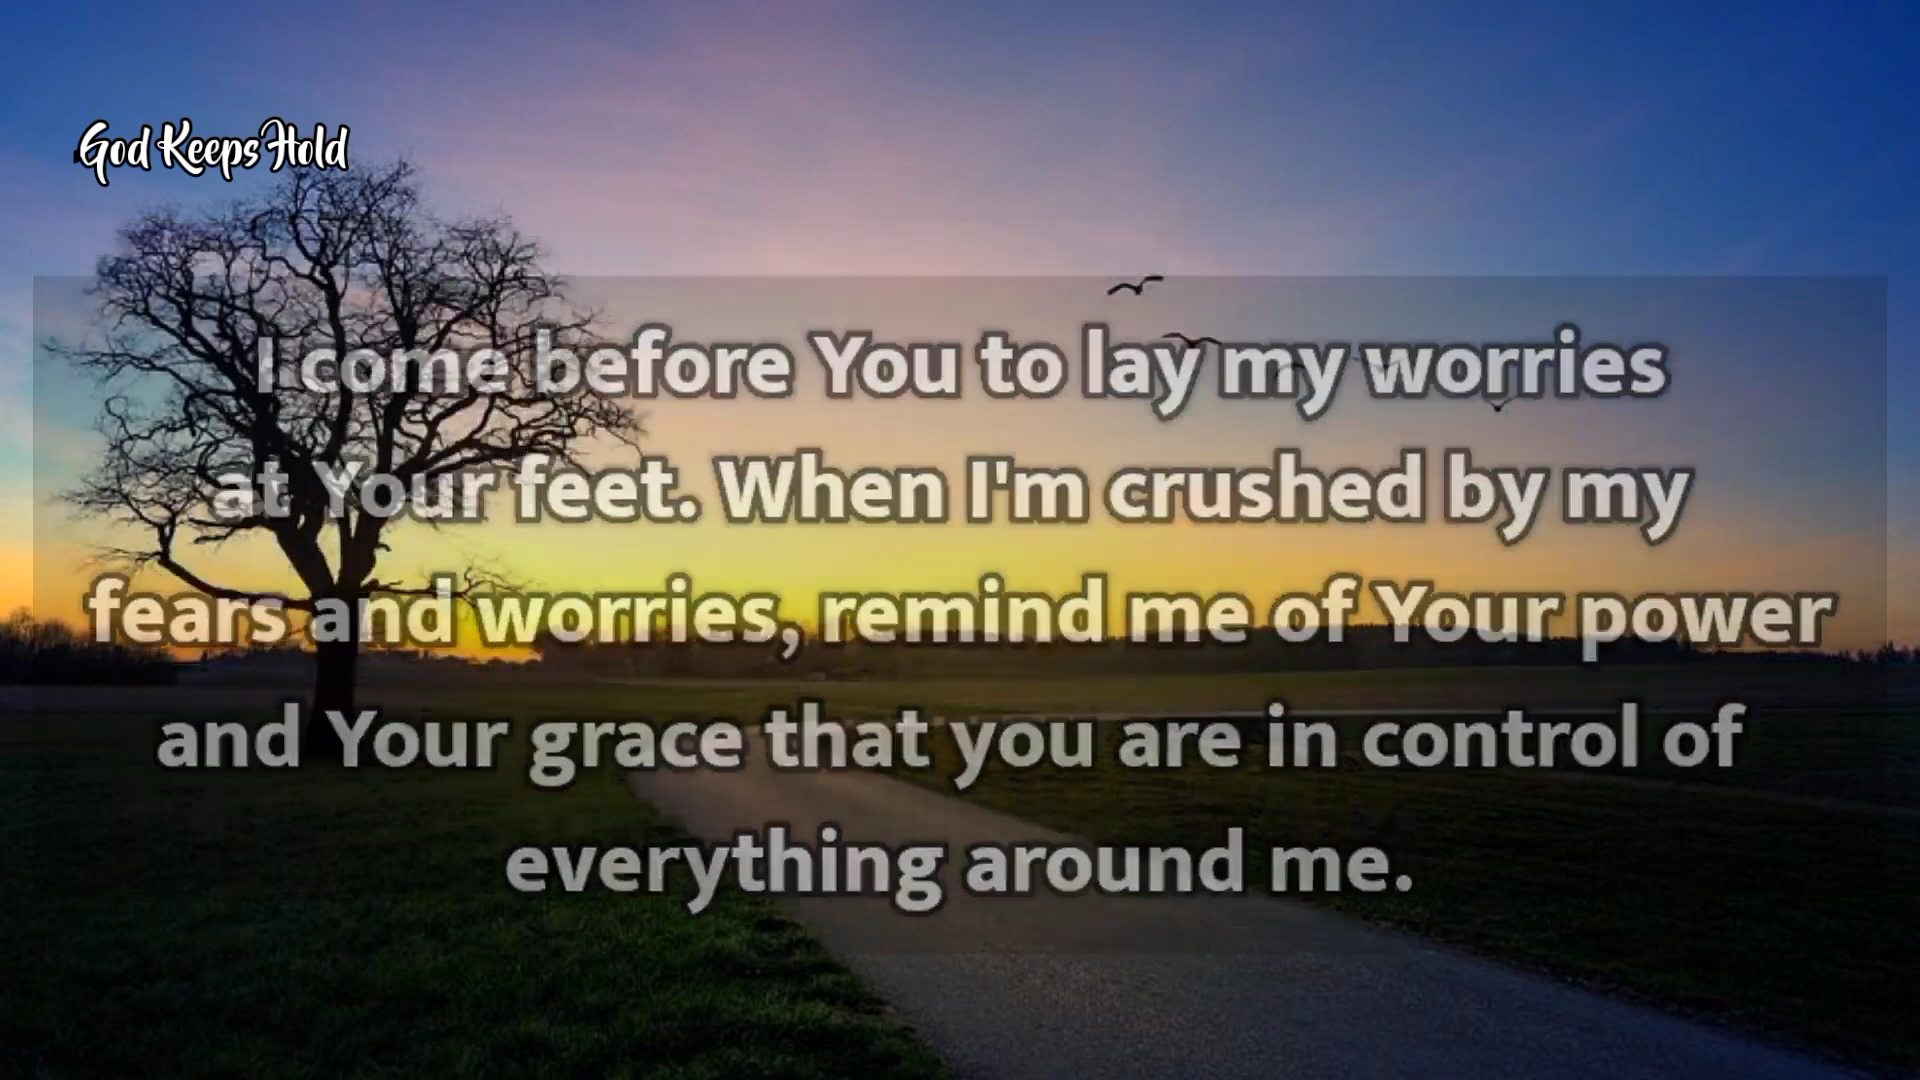 God Keeps Hold
I come before You to lay my worries
at Your feet. When I'm crushed by my
fears and worries, remind me of Your power
and Your grace that you are in control of
everything around me.